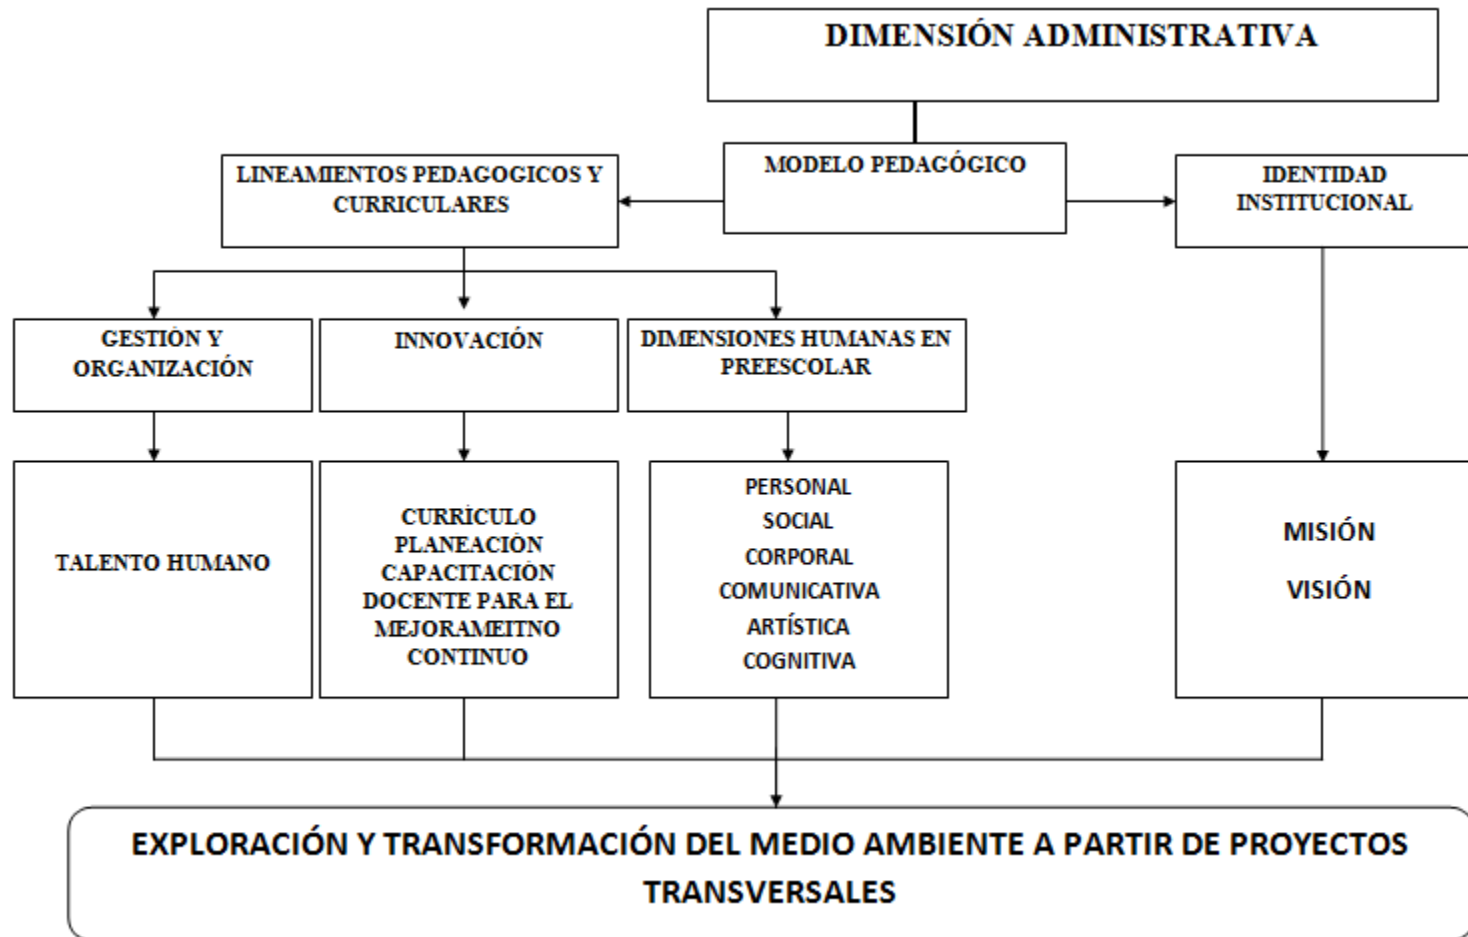 DIMENSIÓN ADMINISTRATIVA
MODELO PEDAGÓGICO
LINEAMIENTOS PEDAGOGICOS Y
CURRICULARES
IDENTIDAD
INSTITUCIONAL
GESTIÓN Y
ORGANIZACIÓN
INNOVACIÓN
DIMENSIONES HUMANAS EN
PREESCOLAR
TALENTO HUMANO
CURRÍCULO
PLANEACIÓN
CAPACITACIÓN
DOCENTE PARA EL
MEJORAMEITNO
CONTINUO
PERSONAL
SOCIAL
CORPORAL
COMUNICATIVA
ARTÍSTICA
COGNITIVA
MISIÓN
VISIÓN
EXPLORACIÓN Y TRANSFORMACIÓN DEL MEDIO AMBIENTE A PARTIR DE PROYECTOS
TRANSVERSALES